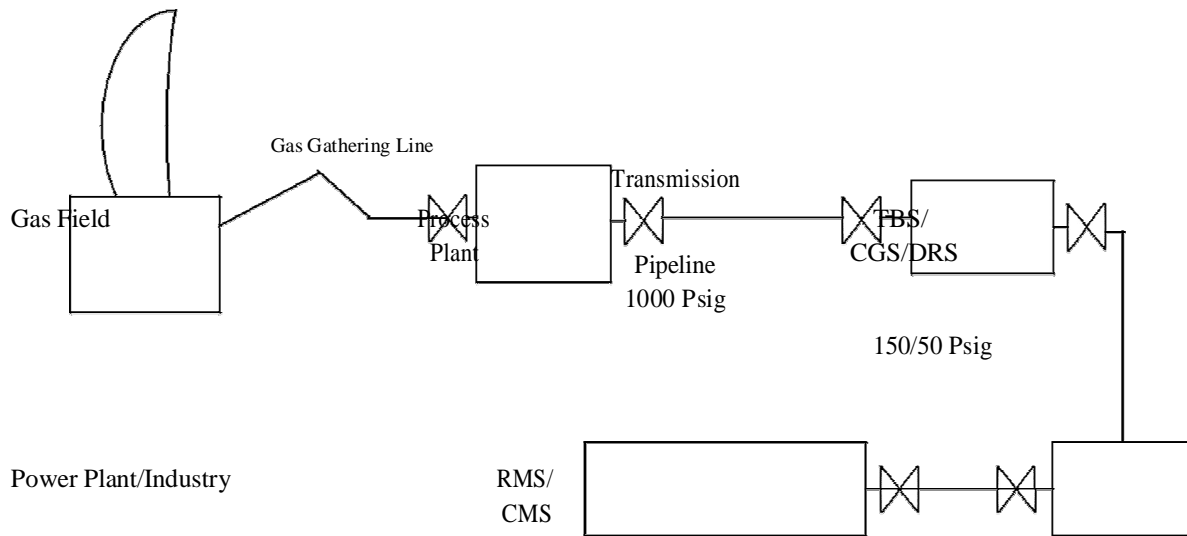 Gas Gathering Line
Transmission
Gas Field
Process
Plant
TBS/
CGS/DRS
Pipeline
1000 Psig
150/50 Psig
Power Plant/Industry
RMS/
CMS